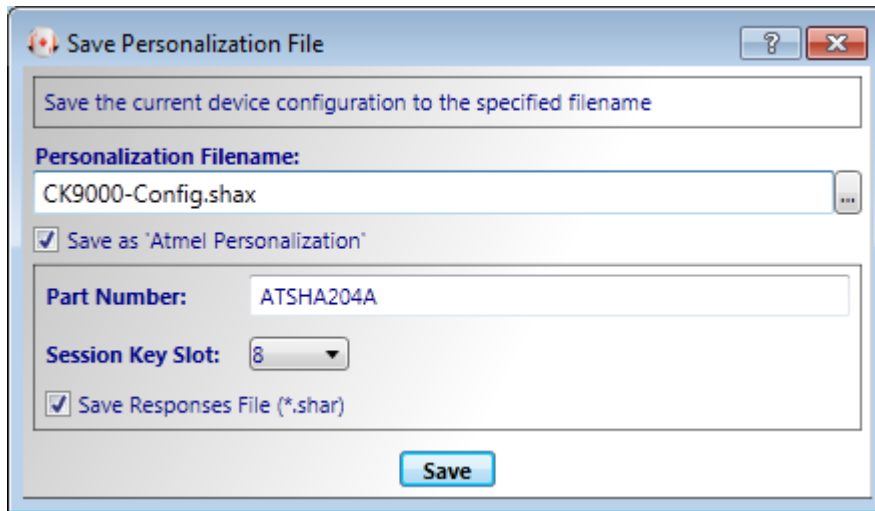 Save Personalization File
?
Save the current device configuration to the specified filename
Personalization Filename:
CK9000-Config.shax
...
Save as "Atmel Personalization"
Part Number: ATSHA204A
Session Key Slot: 8
Save Responses File (*.shar)
Save